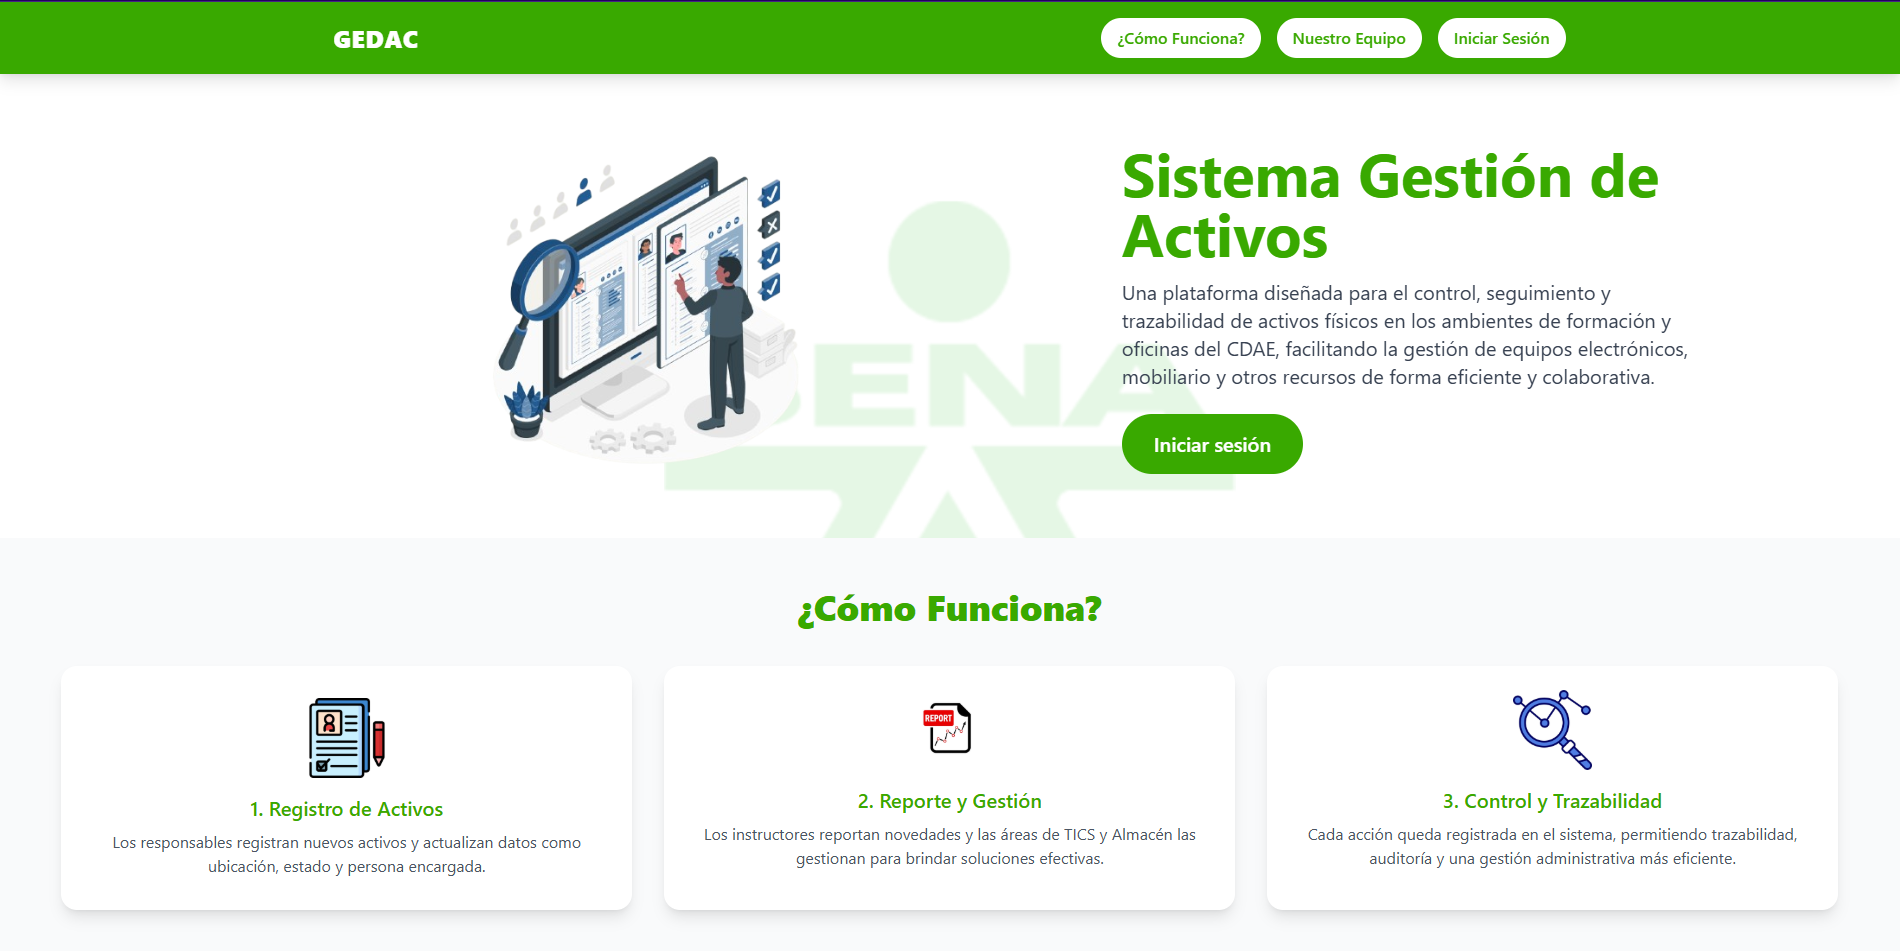 GEDAC
¿Cómo Funciona?
Nuestro Equipo
Iniciar Sesión
Sistema Gestión de
Activos
Una plataforma diseñada para el control, seguimiento y
trazabilidad de activos físicos en los ambientes de formación y
oficinas del CDAE, facilitando la gestión de equipos electrónicos,
mobiliario y otros recursos de forma eficiente y colaborativa.
Iniciar sesión
SENA
¿Cómo Funciona?
1. Registro de Activos
Los responsables registran nuevos activos y actualizan datos como
ubicación, estado y persona encargada.
REPORT
2. Reporte y Gestión
Los instructores reportan novedades y las áreas de TICS y Almacén las
gestionan para brindar soluciones efectivas.
3. Control y Trazabilidad
Cada acción queda registrada en el sistema, permitiendo trazabilidad,
auditoría y una gestión administrativa más eficiente.